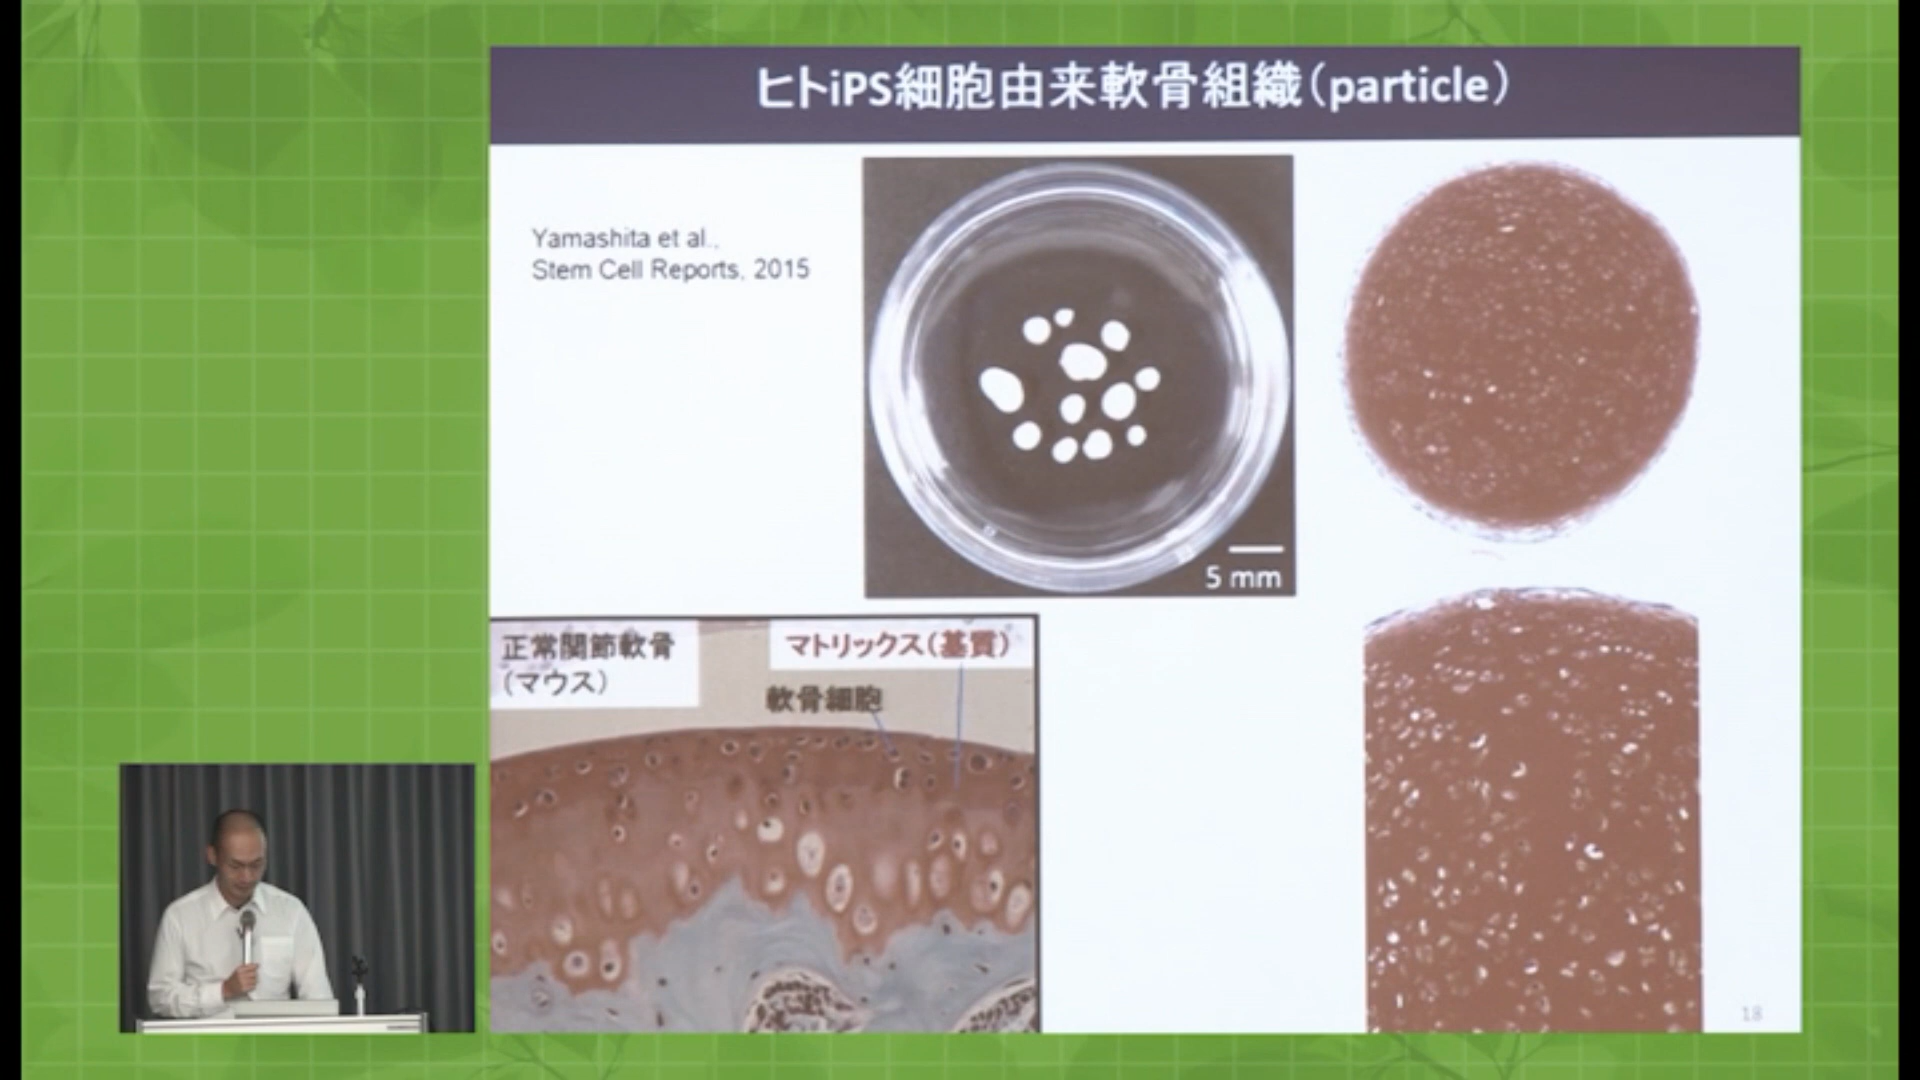 ヒトiPS細胞由来軟骨組織（particle）
Yamashita et al.,
Stem Cell Reports, 2015
5 mm
正常関節軟骨
（マウス）
マトリックス（基質）
軟骨細胞
18